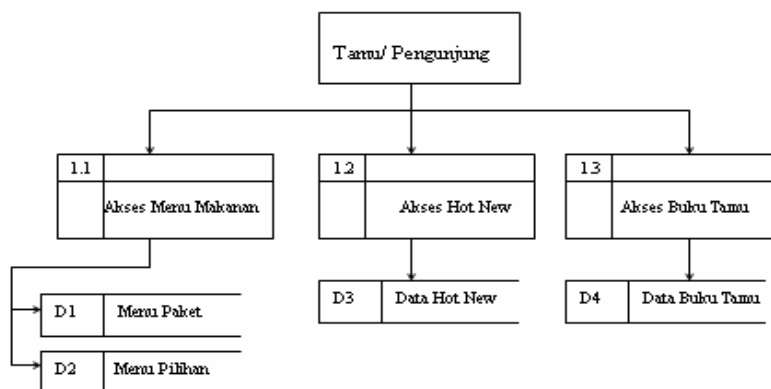 Tamu/ Pengunjung
1.1
Akses Menu Makanan
1.2
Akses Hot New
1.3
Akses Buku Tamu
D1 Menu Paket
D2 Menu Pilihan
D3 Data Hot New
D4 Data Buku Tamu